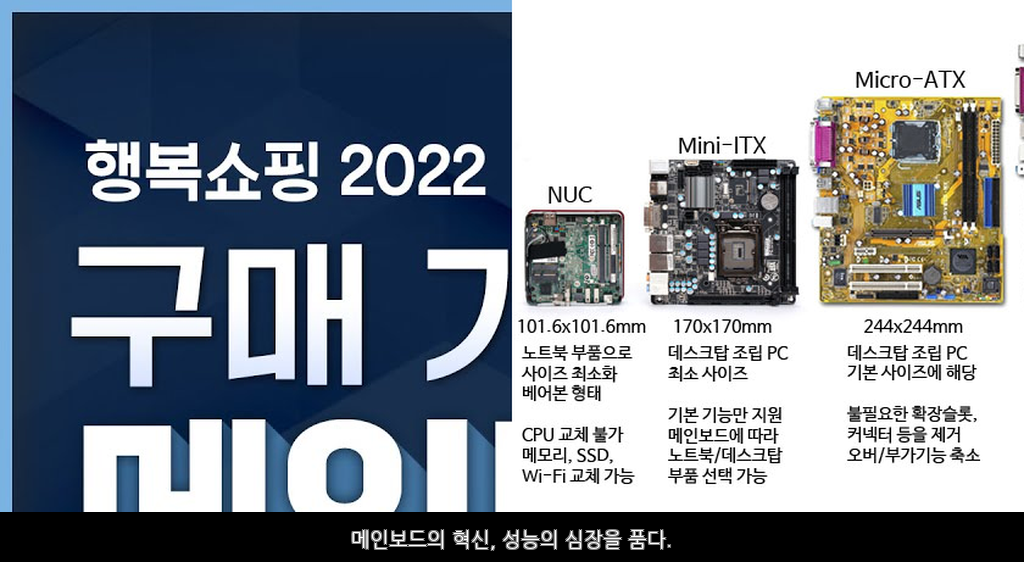 행복쇼핑 2022
구매
NUC
101.6x101.6mm
노트북 부품으로
사이즈 최소화
베어본 형태
CPU 교체 불가
메모리, SSD,
Wi-Fi 교체 가능
Mini-ITX
170x170mm
데스크탑 조립 PC
최소 사이즈
기본 기능만 지원
메인보드에 따라
노트북/데스크탑
부품 선택 가능
Micro-ATX
244x244mm
데스크탑 조립 PC
기본 사이즈에 해당
불필요한 확장슬롯,
커넥터 등을 제거
오버/부가기능 축소
메인보드의 혁신, 성능의 심장을 품다.